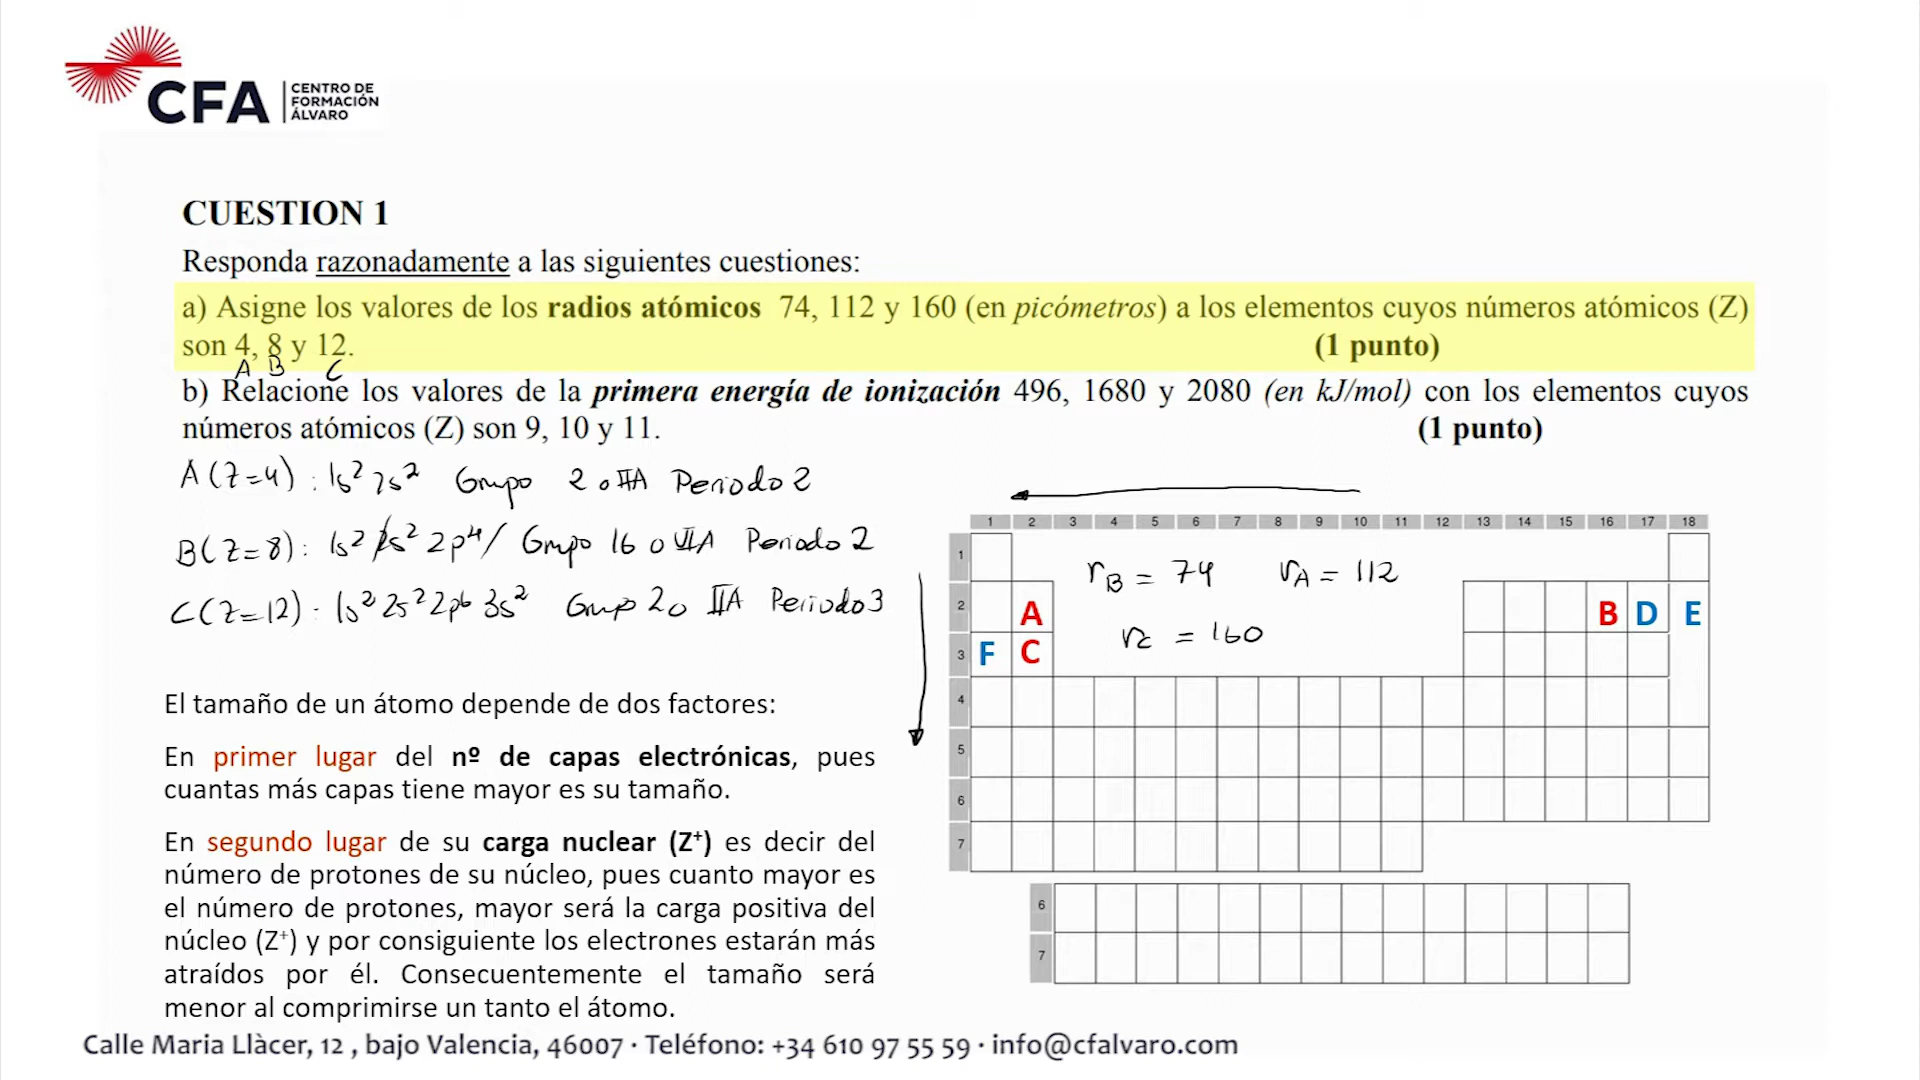 CFA
CENTRO DE
FORMACIÓN
ÁLVARO
CUESTION 1
Responda razonadamente a las siguientes cuestiones:
a) Asigne los valores de los radios atómicos 74, 112 y 160 (en picómetros) a los elementos cuyos números atómicos (Z)
son 4, 8 y 12. (1 punto)
A B C
b) Relacione los valores de la primera energía de ionización 496, 1680 y 2080 (en kJ/mol) con los elementos cuyos
números atómicos (Z) son 9, 10 y 11. (1 punto)
A (Z=4) : 1s² 2s² Grupo 2 o IIA Periodo 2
B (Z=8) : 1s² 2s² 2p⁴ / Grupo 16 o VIA Periodo 2
C (Z=12) : 1s² 2s² 2p⁶ 3s² Grup 2 o IIA Periodo 3
1 2 3 4 5 6 7 8 9 10 11 12 13 14 15 16 17 18
1
rB = 74 rA = 112
2 A B D E
rC = 160
3 F C
4
5
6
7
6
7
El tamaño de un átomo depende de dos factores:
En primer lugar del nº de capas electrónicas, pues
cuantas más capas tiene mayor es su tamaño.
En segundo lugar de su carga nuclear (Z⁺) es decir del
número de protones de su núcleo, pues cuanto mayor es
el número de protones, mayor será la carga positiva del
núcleo (Z⁺) y por consiguiente los electrones estarán más
atraídos por él. Consecuentemente el tamaño será
menor al comprimirse un tanto el átomo.
Calle Maria Llàcer, 12 , bajo Valencia, 46007 · Teléfono: +34 610 97 55 59 · info@cfalvaro.com